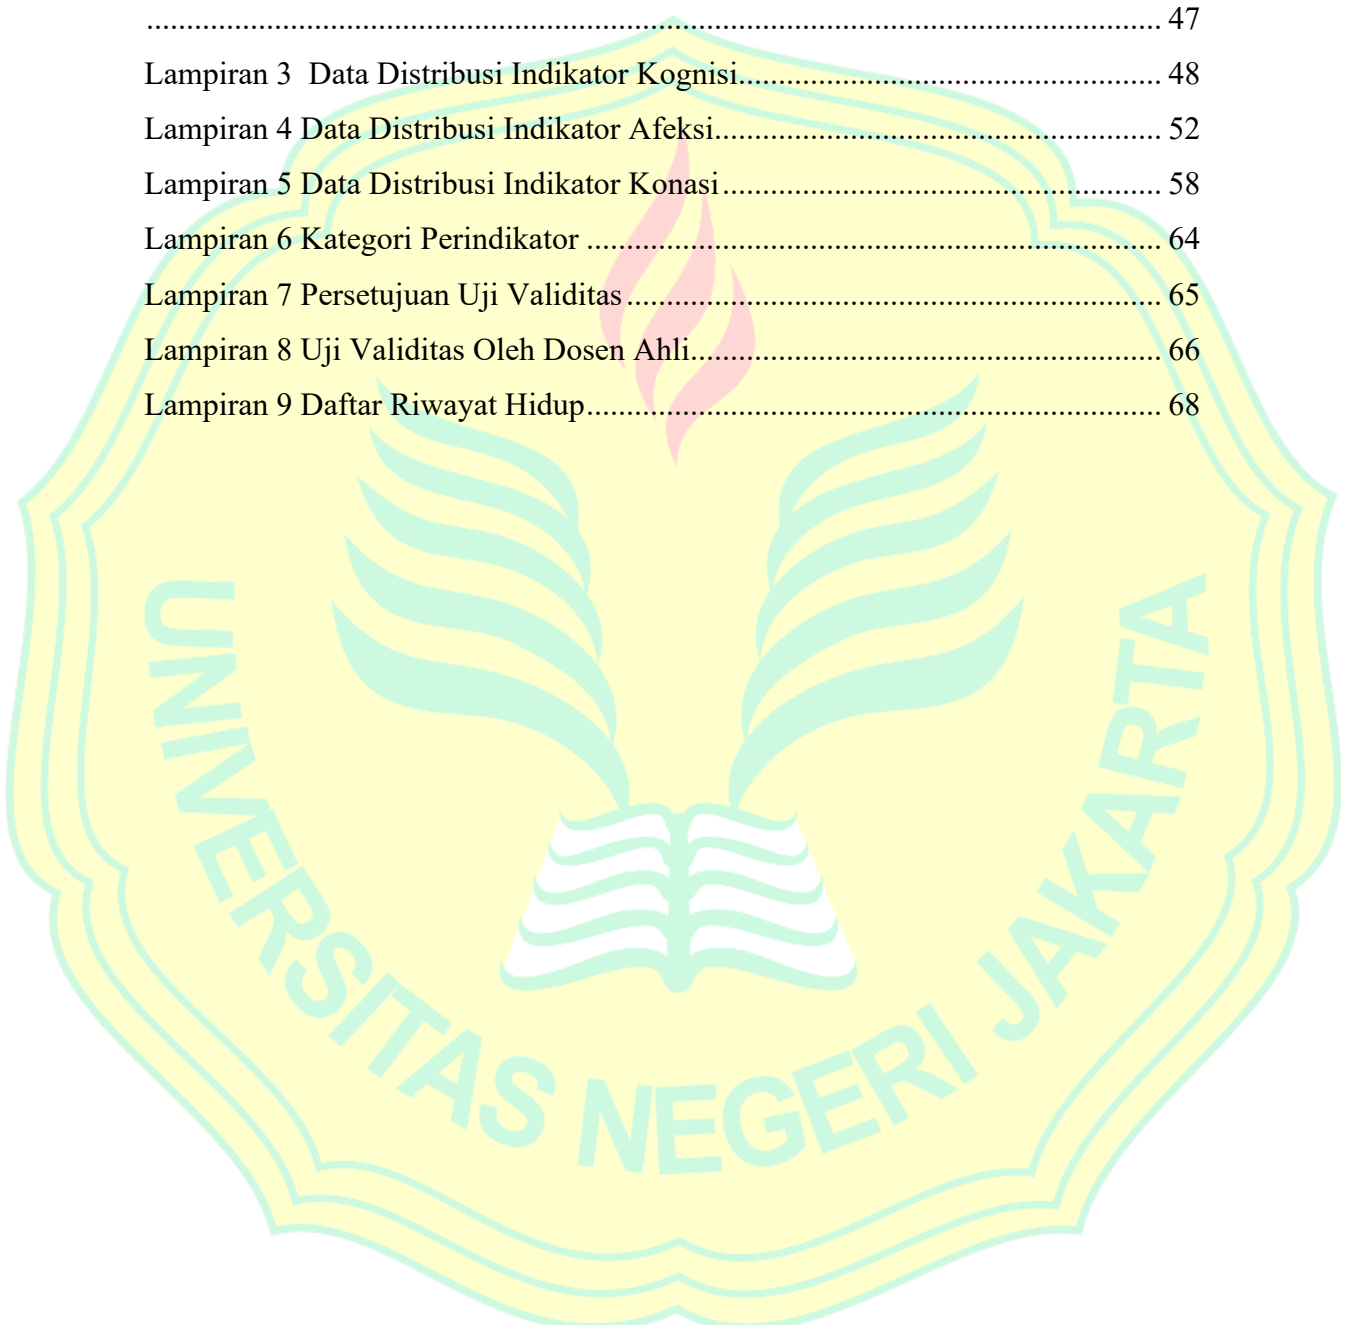 ................................................................................................................................ 47
Lampiran 3  Data Distribusi Indikator Kognisi..................................................... 48
Lampiran 4 Data Distribusi Indikator Afeksi........................................................ 52
Lampiran 5 Data Distribusi Indikator Konasi....................................................... 58
Lampiran 6 Kategori Perindikator ........................................................................ 64
Lampiran 7 Persetujuan Uji Validitas................................................................... 65
Lampiran 8 Uji Validitas Oleh Dosen Ahli........................................................... 66
Lampiran 9 Daftar Riwayat Hidup........................................................................ 68
UNIVERSITAS NEGERI JAKARTA